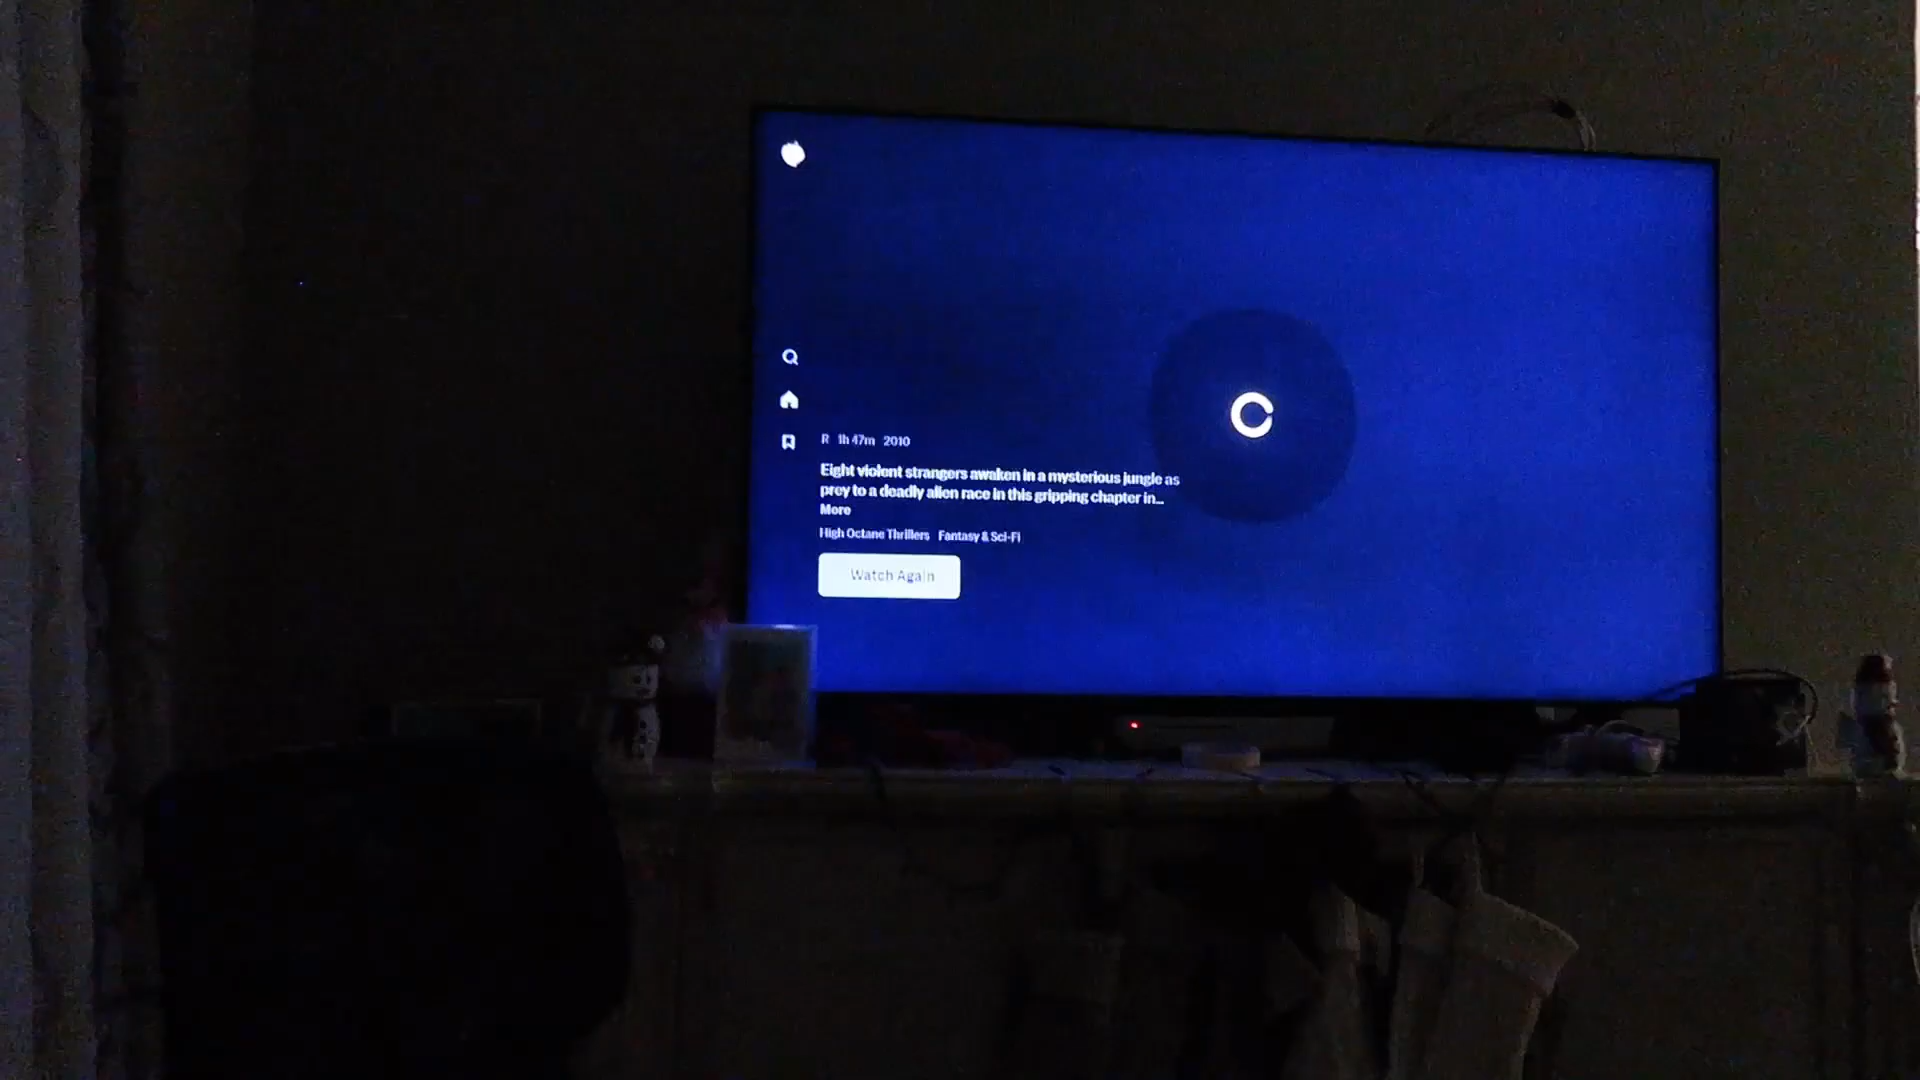 R 1h 47m 2010
Eight violent strangers awaken in a mysterious jungle as
prey to a deadly alien race in this gripping chapter in...
More
High Octane Thrillers Fantasy & Sci-Fi
Watch Again